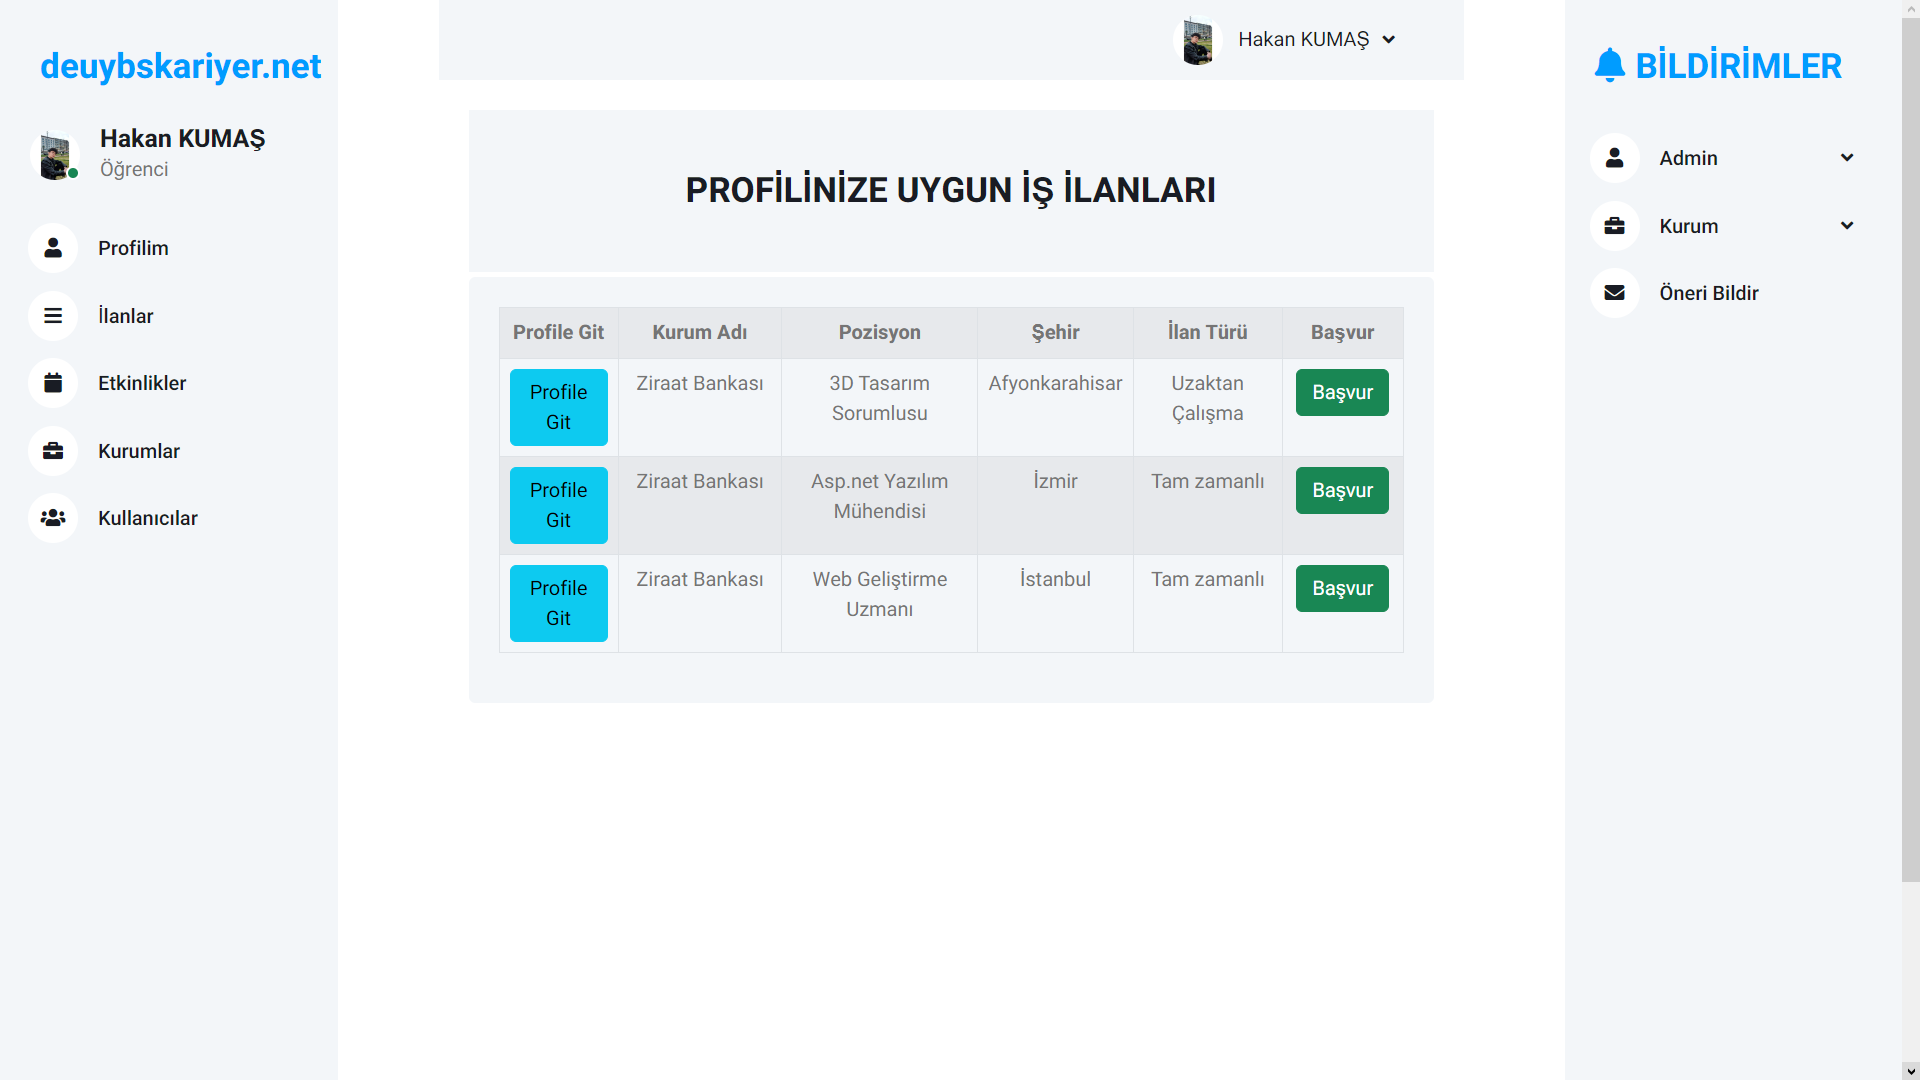 deuybskariyer.net
Hakan KUMAŞ
Öğrenci
Profilim
İlanlar
Etkinlikler
Kurumlar
Kullanıcılar
Hakan KUMAŞ
PROFİLİNİZE UYGUN İŞ İLANLARI
Profile Git Kurum Adı Pozisyon Şehir İlan Türü Başvur
Profile Ziraat Bankası 3D Tasarım Afyonkarahisar Uzaktan Başvur
Git Sorumlusu Çalışma
Profile Ziraat Bankası Asp.net Yazılım İzmir Tam zamanlı Başvur
Git Mühendisi
Profile Ziraat Bankası Web Geliştirme İstanbul Tam zamanlı Başvur
Git Uzmanı
BİLDİRİMLER
Admin
Kurum
Öneri Bildir